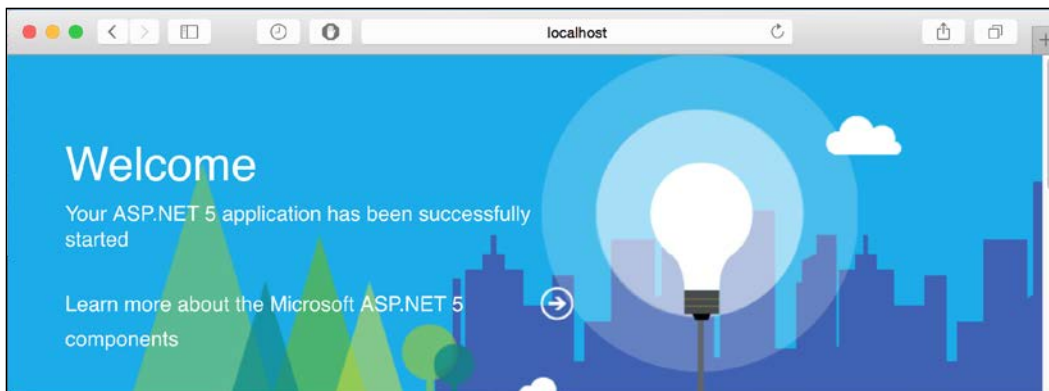 localhost
Welcome
Your ASP.NET 5 application has been successfully
started
Learn more about the Microsoft ASP.NET 5
components